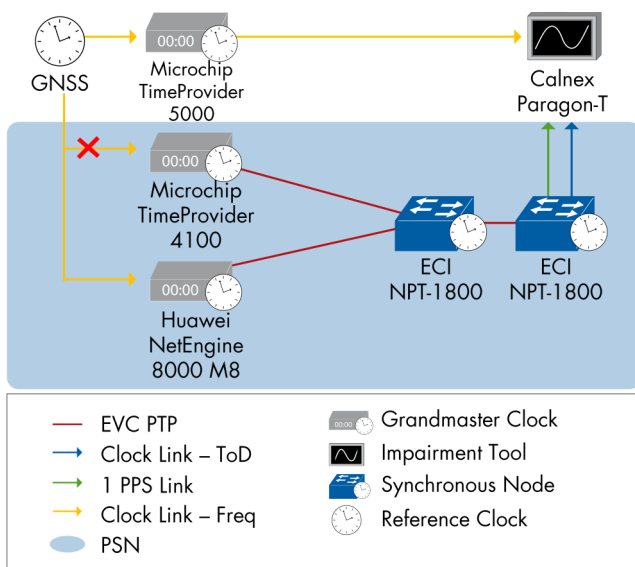 00:00
GNSS
Microchip
TimeProvider
5000
Calnex
Paragon-T
00:00
Microchip
TimeProvider
4100
00:00
Huawei
NetEngine
8000 M8
ECI
NPT-1800
ECI
NPT-1800
EVC PTP
Clock Link – ToD
1 PPS Link
Clock Link – Freq
PSN
00:00
Grandmaster Clock
Impairment Tool
Synchronous Node
Reference Clock